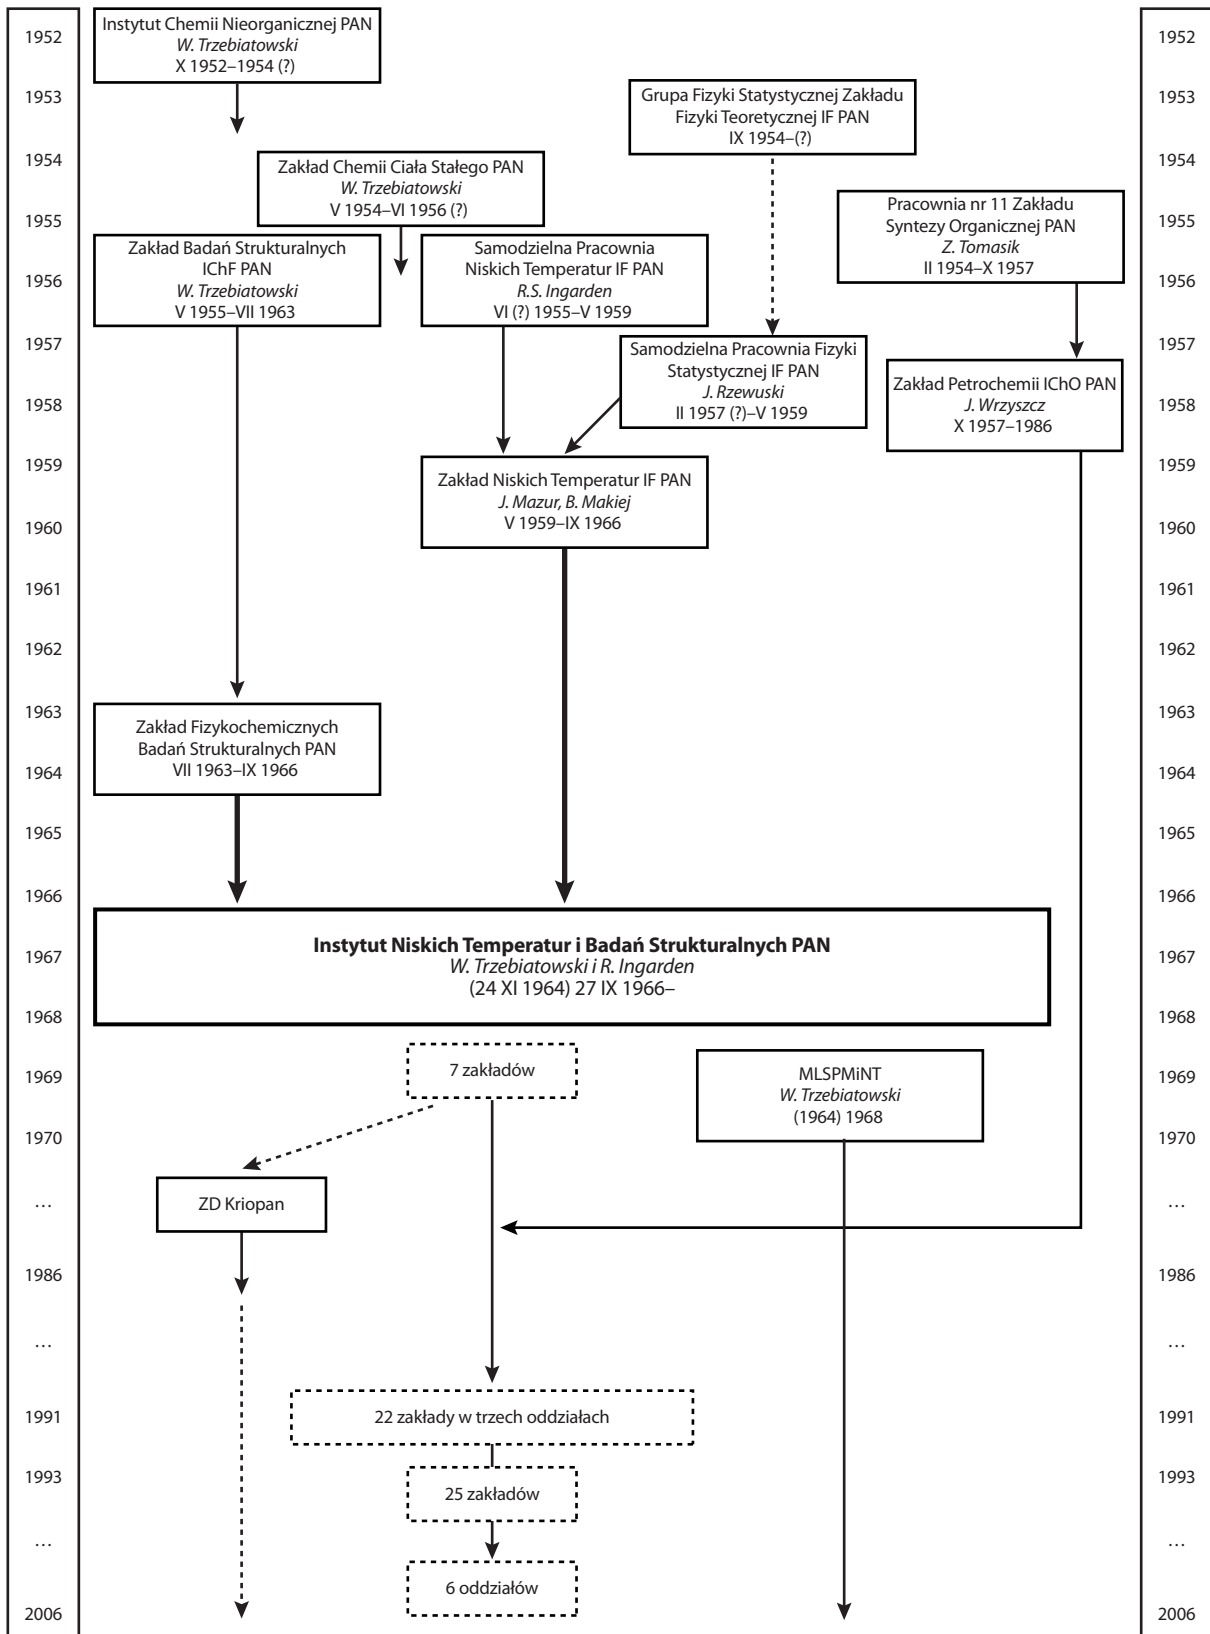 1952
1953
1954
1955
1956
1957
1958
1959
1960
1961
1962
1963
1964
1965
1966
1967
1968
1969
1970
…
1986
…
1991
1993
…
2006
Instytut Chemii Nieorganicznej PAN
W. Trzebiatowski
X 1952–1954 (?)
Grupa Fizyki Statystycznej Zakładu
Fizyki Teoretycznej IF PAN
IX 1954–(?)
Zakład Chemii Ciała Stałego PAN
W. Trzebiatowski
V 1954–VI 1956 (?)
Pracownia nr 11 Zakładu
Syntezy Organicznej PAN
Z. Tomasik
II 1954–X 1957
Zakład Badań Strukturalnych
IChF PAN
W. Trzebiatowski
V 1955–VII 1963
Samodzielna Pracownia
Niskich Temperatur IF PAN
R.S. Ingarden
VI (?) 1955–V 1959
Samodzielna Pracownia Fizyki
Statystycznej IF PAN
J. Rzewuski
II 1957 (?)–V 1959
Zakład Petrochemii IChO PAN
J. Wrzyszcz
X 1957–1986
Zakład Niskich Temperatur IF PAN
J. Mazur, B. Makiej
V 1959–IX 1966
Zakład Fizykochemicznych
Badań Strukturalnych PAN
VII 1963–IX 1966
Instytut Niskich Temperatur i Badań Strukturalnych PAN
W. Trzebiatowski i R. Ingarden
(24 XI 1964) 27 IX 1966–
7 zakładów
MLSPMiNT
W. Trzebiatowski
(1964) 1968
ZD Kriopan
22 zakłady w trzech oddziałach
25 zakładów
6 oddziałów
1952
1953
1954
1955
1956
1957
1958
1959
1960
1961
1962
1963
1964
1965
1966
1967
1968
1969
1970
…
1986
…
1991
1993
…
2006